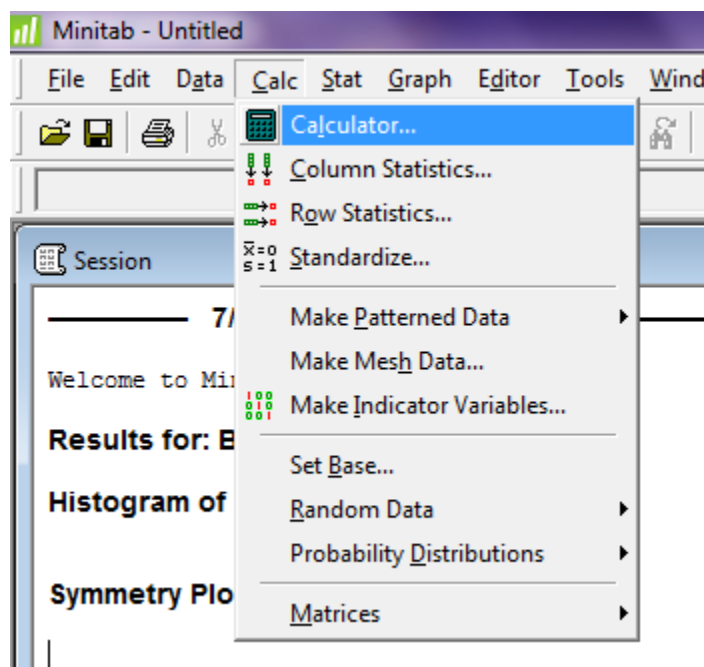 Minitab - Untitled
File Edit Data Calc Stat Graph Editor Tools Wind
Calculator...
Column Statistics...
Row Statistics...
x̄=0
s=1 Standardize...
Session
7/
Make Patterned Data
Make Mesh Data...
Welcome to Mi
Make Indicator Variables...
Results for: B
Set Base...
Histogram of
Random Data
Probability Distributions
Symmetry Plo
Matrices